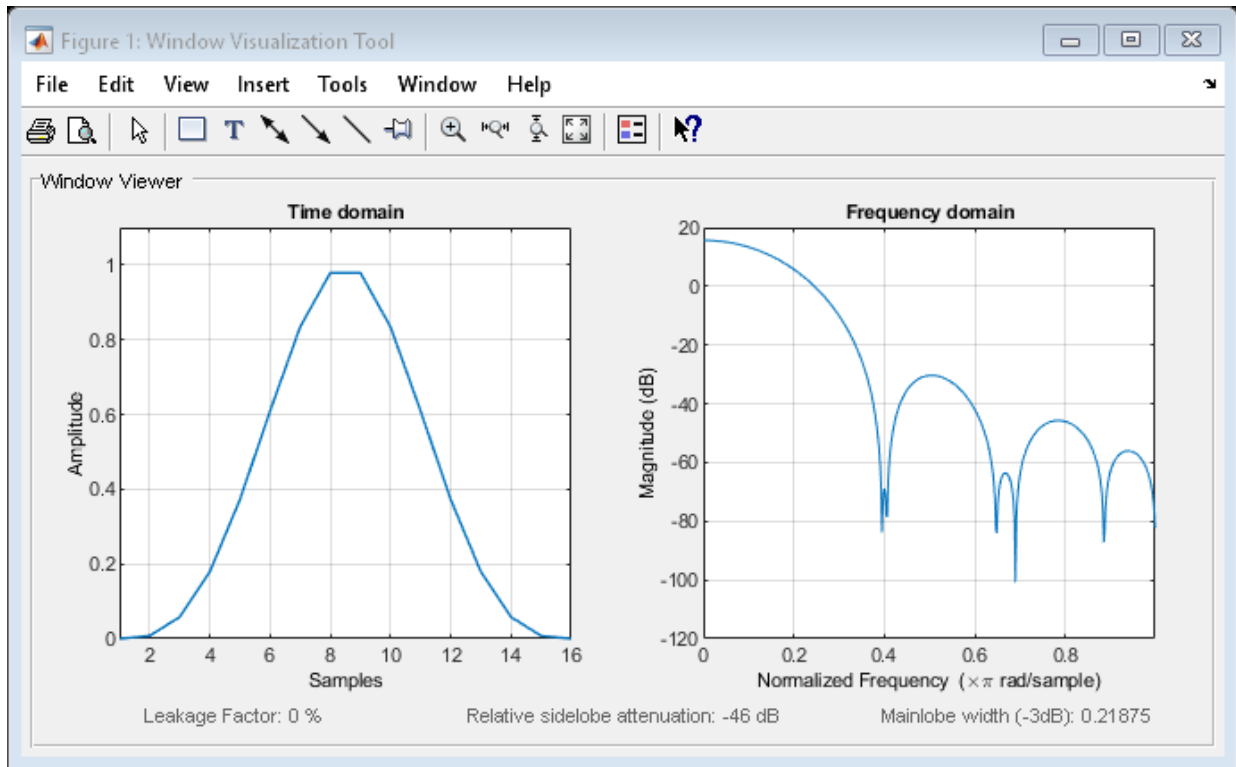 Figure 1: Window Visualization Tool
File Edit View Insert Tools Window Help
T
?
Window Viewer
Time domain
1
0.8
0.6
0.4
0.2
0
Amplitude
2 4 6 8 10 12 14 16
Samples
Frequency domain
20
0
-20
-40
-60
-80
-100
-120
Magnitude (dB)
0 0.2 0.4 0.6 0.8
Normalized Frequency (×π rad/sample)
Leakage Factor: 0 % Relative sidelobe attenuation: -46 dB Mainlobe width (-3dB): 0.21875